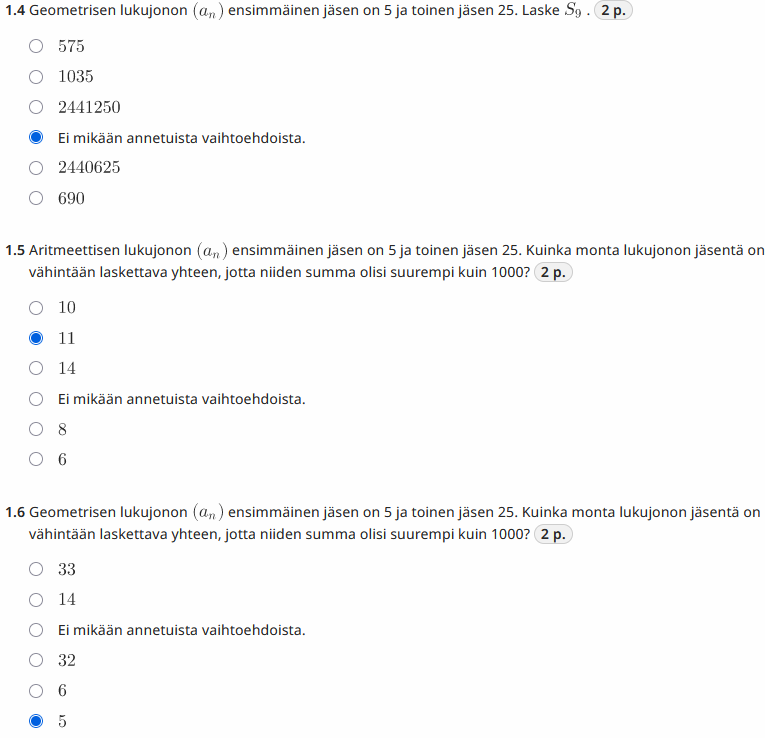 1.4 Geometrisen lukujonon (aₙ) ensimmäinen jäsen on 5 ja toinen jäsen 25. Laske S₉ . 2 p.
575
1035
2441250
Ei mikään annetuista vaihtoehdoista.
2440625
690
1.5 Aritmeettisen lukujonon (aₙ) ensimmäinen jäsen on 5 ja toinen jäsen 25. Kuinka monta lukujonon jäsentä on
vähintään laskettava yhteen, jotta niiden summa olisi suurempi kuin 1000? 2 p.
10
11
14
Ei mikään annetuista vaihtoehdoista.
8
6
1.6 Geometrisen lukujonon (aₙ) ensimmäinen jäsen on 5 ja toinen jäsen 25. Kuinka monta lukujonon jäsentä on
vähintään laskettava yhteen, jotta niiden summa olisi suurempi kuin 1000? 2 p.
33
14
Ei mikään annetuista vaihtoehdoista.
32
6
5